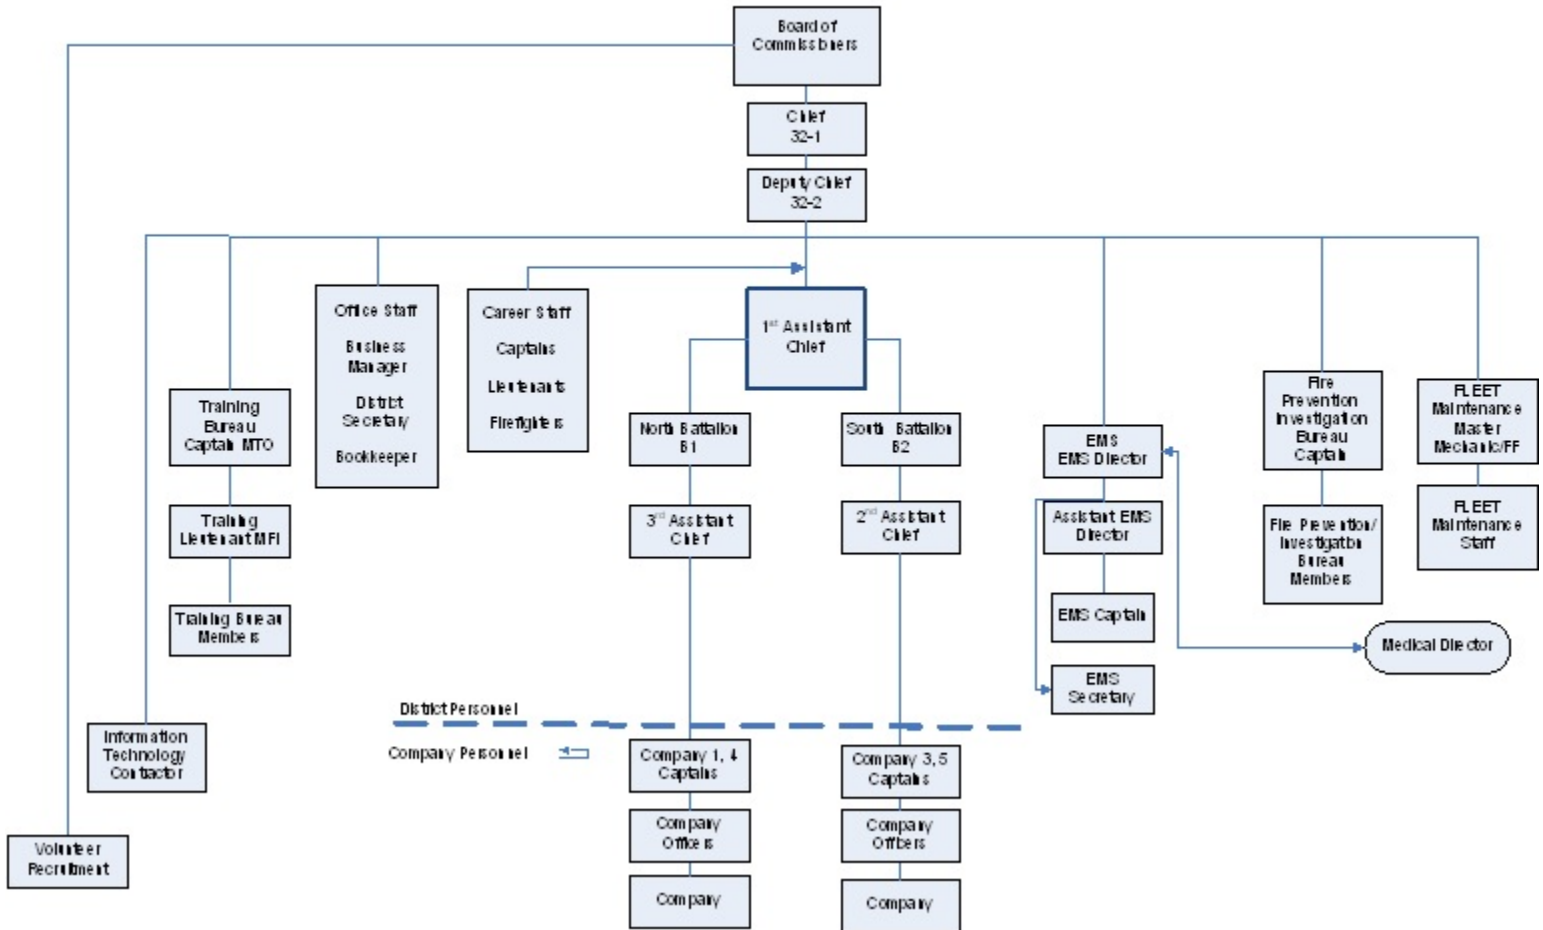 Board of
Commissioners
Chief
32-1
Deputy Chief
32-2
Office Staff
Business
Manager
District
Secretary
Bookkeeper
Career Staff
Captains
Lieutenants
Firefighters
1st Assistant
Chief
Training
Bureau
Captain MTO
Training
Lieutenant MFI
Training Bureau
Members
North Battalion
B1
3rd Assistant
Chief
South Battalion
B2
2nd Assistant
Chief
EMS
EMS Director
Assistant EMS
Director
EMS Captain
EMS
Secretary
Fire
Prevention
Investigation
Bureau
Captain
Fire Prevention/
Investigation
Bureau
Members
FLEET
Maintenance
Master
Mechanic/FF
FLEET
Maintenance
Staff
Medical Director
District Personnel
Company Personnel
Information
Technology
Contractor
Volunteer
Recruitment
Company 1, 4
Captains
Company
Officers
Company
Company 3, 5
Captains
Company
Officers
Company